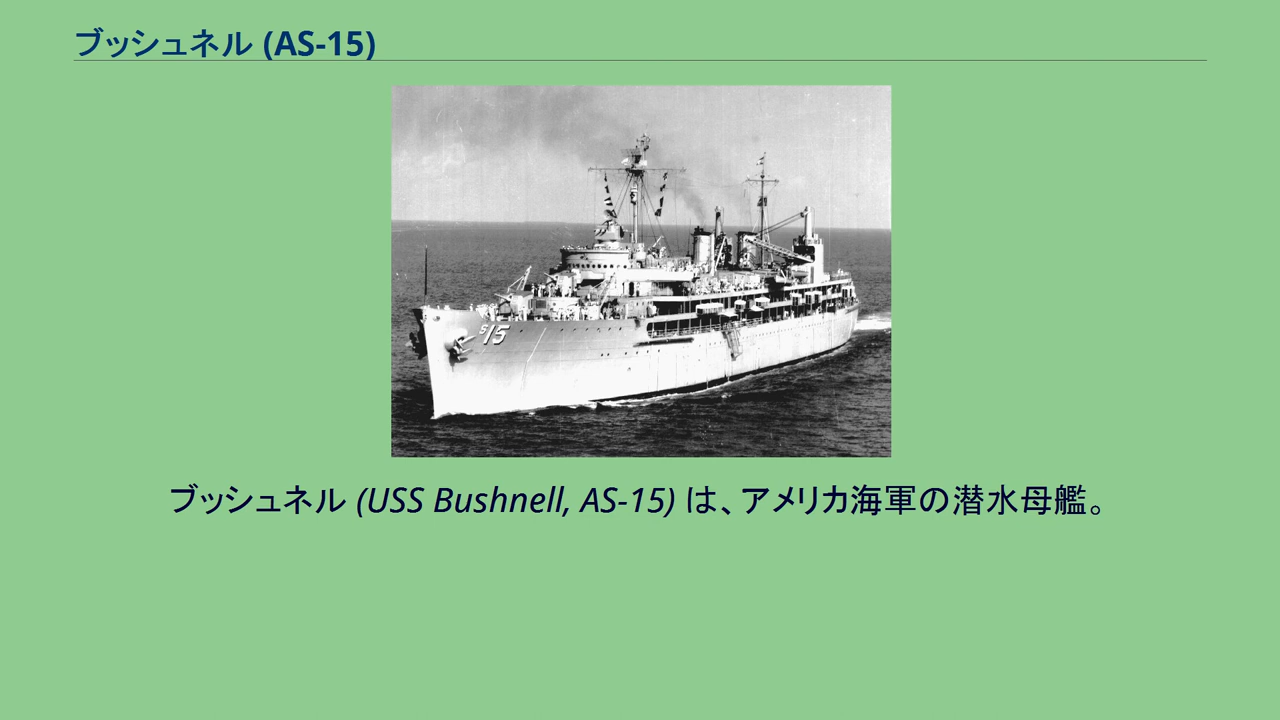 ブッシュネル (AS-15)
S15
ブッシュネル (USS Bushnell, AS-15) は、アメリカ海軍の潜水母艦。